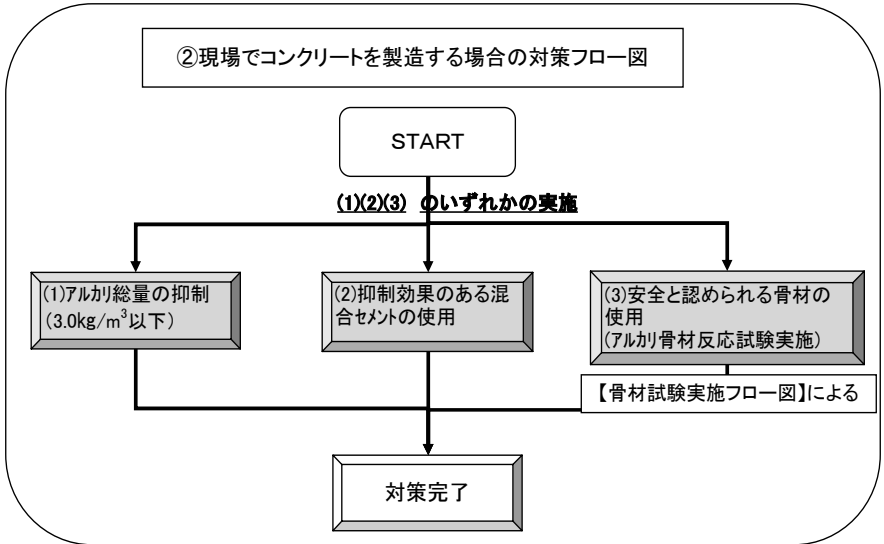 ②現場でコンクリートを製造する場合の対策フロー図
START
(1)(2)(3) のいずれかの実施
(1)アルカリ総量の抑制
(3.0kg/m³以下)
(2)抑制効果のある混
合セメントの使用
(3)安全と認められる骨材の
使用
(アルカリ骨材反応試験実施)
【骨材試験実施フロー図】による
対策完了